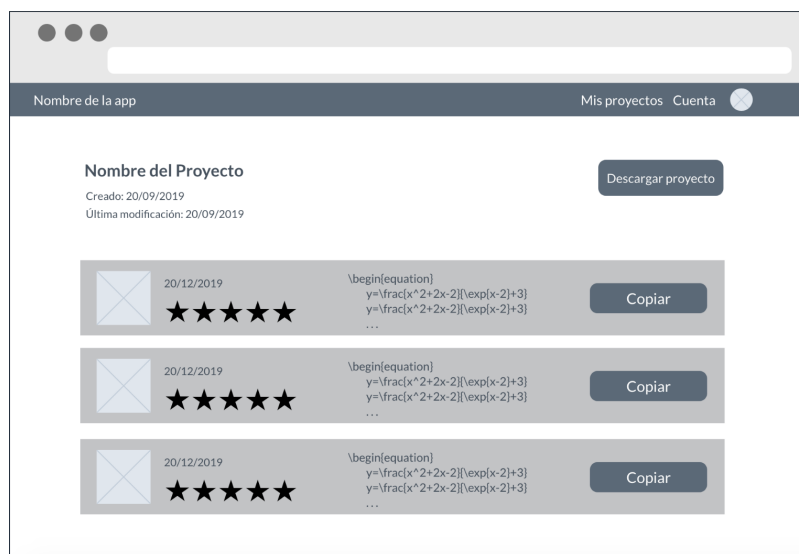 Nombre de la app
Mis proyectos Cuenta
Nombre del Proyecto
Descargar proyecto
Creado: 20/09/2019
Última modificación: 20/09/2019
20/12/2019
\begin{equation}
y=\frac{x^2+2x-2}{\exp{x-2}+3}
y=\frac{x^2+2x-2}{\exp{x-2}+3}
...
Copiar
20/12/2019
\begin{equation}
y=\frac{x^2+2x-2}{\exp{x-2}+3}
y=\frac{x^2+2x-2}{\exp{x-2}+3}
...
Copiar
20/12/2019
\begin{equation}
y=\frac{x^2+2x-2}{\exp{x-2}+3}
y=\frac{x^2+2x-2}{\exp{x-2}+3}
...
Copiar